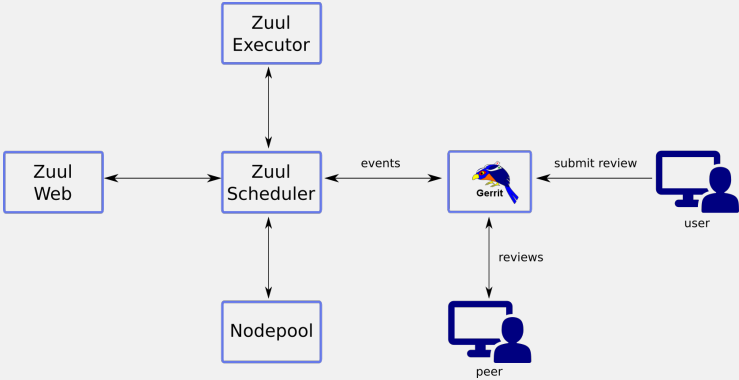 Zuul
Executor
Zuul
Web
Zuul
Scheduler
events
Gerrit
submit review
user
reviews
Nodepool
peer